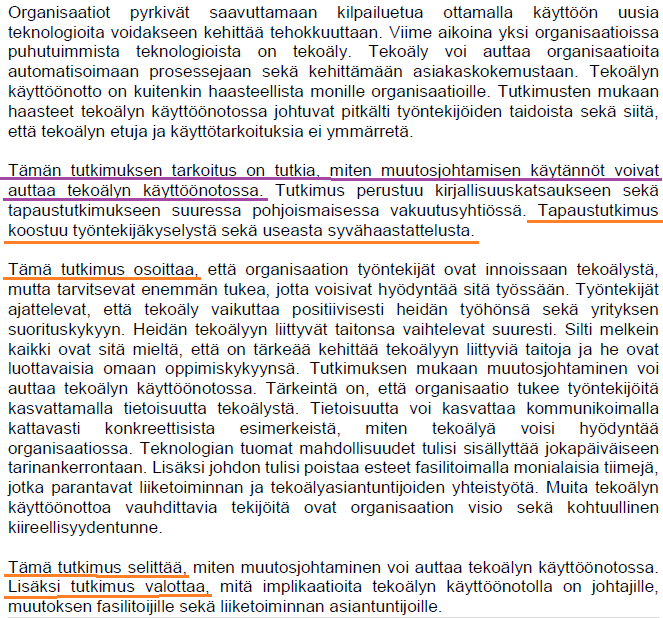 Organisaatiot pyrkivät saavuttamaan kilpailuetua ottamalla käyttöön uusia
teknologioita voidakseen kehittää tehokkuuttaan. Viime aikoina yksi organisaatioissa
puhutuimmista teknologioista on tekoäly. Tekoäly voi auttaa organisaatioita
automatisoimaan prosessejaan sekä kehittämään asiakaskokemustaan. Tekoälyn
käyttöönotto on kuitenkin haasteellista monille organisaatioille. Tutkimusten mukaan
haasteet tekoälyn käyttöönotossa johtuvat pitkälti työntekijöiden taidoista sekä siitä,
että tekoälyn etuja ja käyttötarkoituksia ei ymmärretä.

Tämän tutkimuksen tarkoitus on tutkia, miten muutosjohtamisen käytännöt voivat
auttaa tekoälyn käyttöönotossa. Tutkimus perustuu kirjallisuuskatsaukseen sekä
tapaustutkimukseen suuressa pohjoismaisessa vakuutusyhtiössä. Tapaustutkimus
koostuu työntekijäkyselystä sekä useasta syvähaastattelusta.

Tämä tutkimus osoittaa, että organisaation työntekijät ovat innoissaan tekoälystä,
mutta tarvitsevat enemmän tukea, jotta voisivat hyödyntää sitä työssään. Työntekijät
ajattelevat, että tekoäly vaikuttaa positiivisesti heidän työhönsä sekä yrityksen
suorituskykyyn. Heidän tekoälyyn liittyvät taitonsa vaihtelevat suuresti. Silti melkein
kaikki ovat sitä mieltä, että on tärkeää kehittää tekoälyyn liittyviä taitoja ja he ovat
luottavaisia omaan oppimiskykyynsä. Tutkimuksen mukaan muutosjohtaminen voi
auttaa tekoälyn käyttöönotossa. Tärkeintä on, että organisaatio tukee työntekijöitä
kasvattamalla tietoisuutta tekoälystä. Tietoisuutta voi kasvattaa kommunikoimalla
kattavasti konkreettisista esimerkeistä, miten tekoälyä voisi hyödyntää
organisaatiossa. Teknologian tuomat mahdollisuudet tulisi sisällyttää jokapäiväiseen
tarinankerrontaan. Lisäksi johdon tulisi poistaa esteet fasilitoimalla monialaisia tiimejä,
jotka parantavat liiketoiminnan ja tekoälyasiantuntijoiden yhteistyötä. Muita tekoälyn
käyttöönottoa vauhdittavia tekijöitä ovat organisaation visio sekä kohtuullinen
kiireellisyydentunne.

Tämä tutkimus selittää, miten muutosjohtaminen voi auttaa tekoälyn käyttöönotossa.
Lisäksi tutkimus valottaa, mitä implikaatioita tekoälyn käyttöönotolla on johtajille,
muutoksen fasilitoijille sekä liiketoiminnan asiantuntijoille.